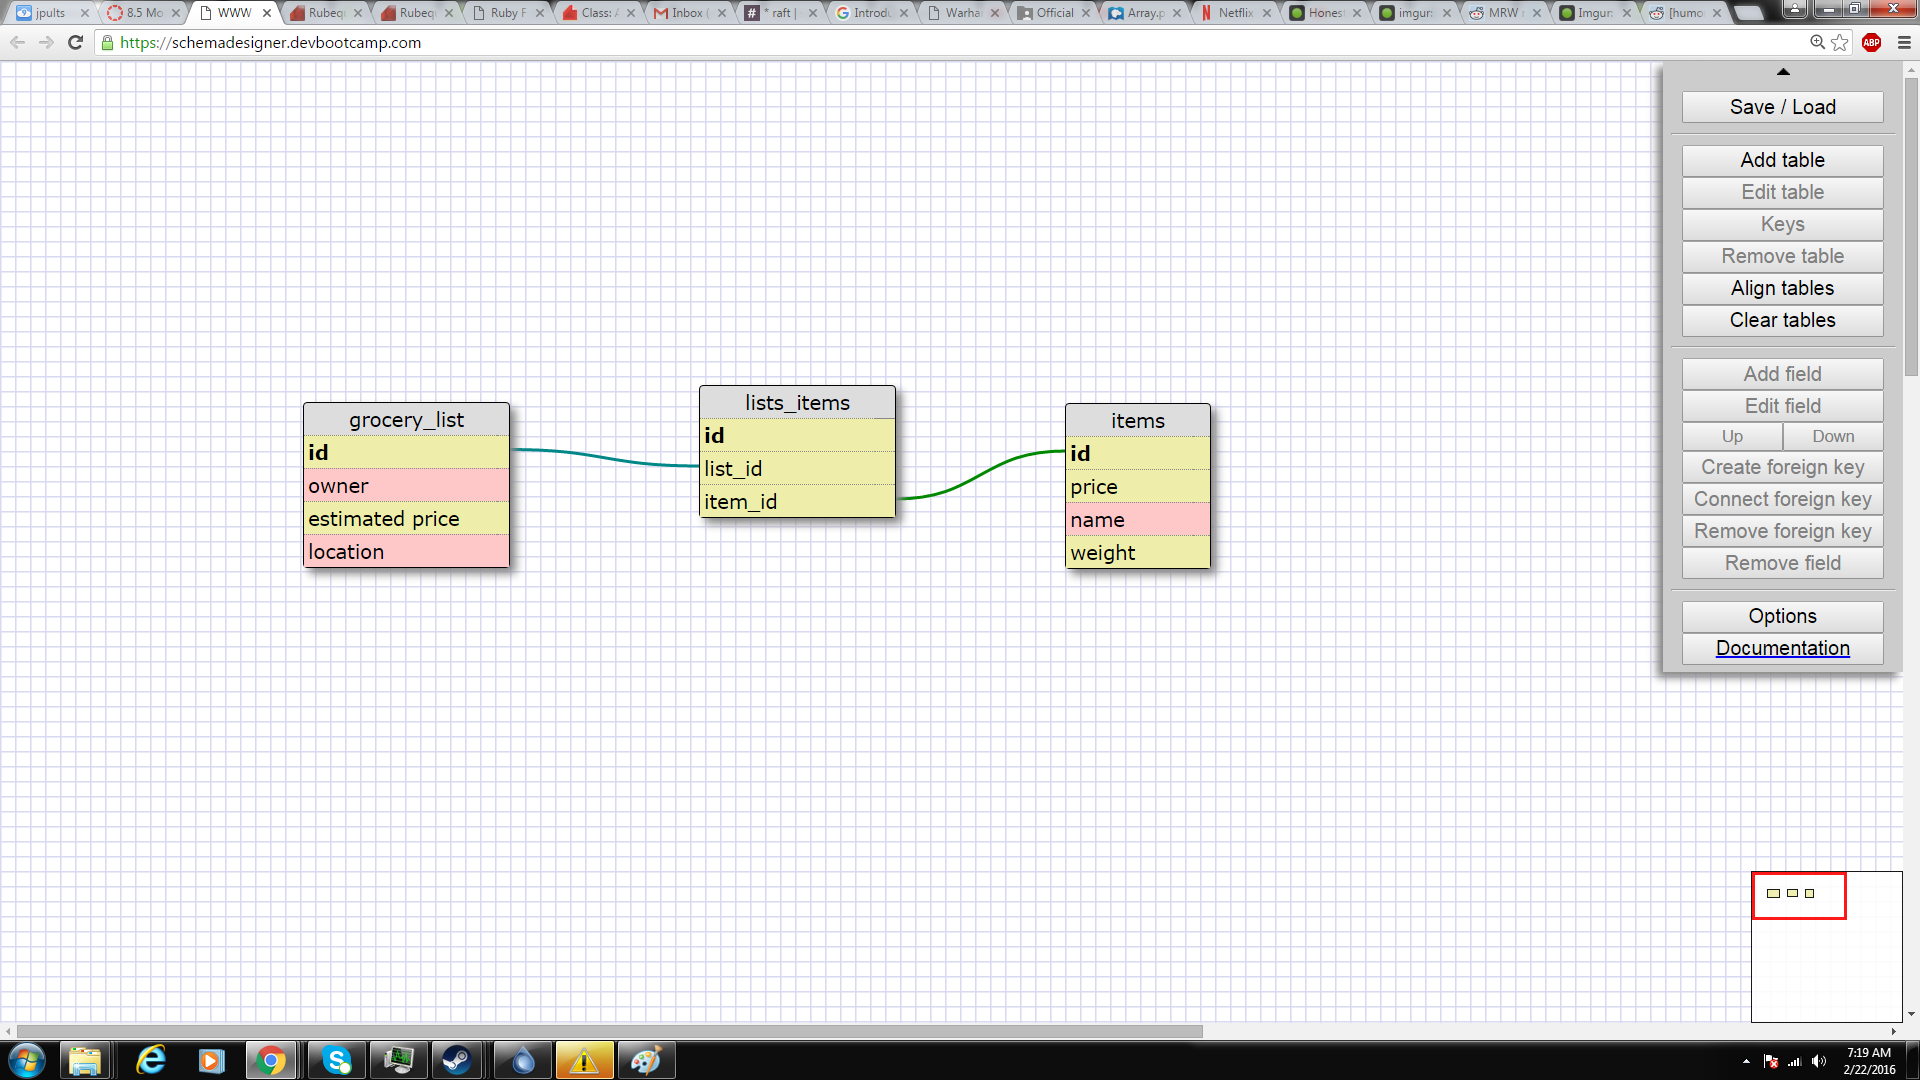 jpults
8.5 Mo
WWW
Rubeq
Rubeq
Ruby F
Class: A
Inbox (
* raft |
Introdu
Warha
Official
Array.p
Netflix
Hones
imgur:
MRW
Imgur:
[humo
https://schemadesigner.devbootcamp.com
ABP
Save / Load
Add table
Edit table
Keys
Remove table
Align tables
Clear tables
Add field
Edit field
Up
Down
Create foreign key
Connect foreign key
Remove foreign key
Remove field
Options
Documentation
grocery_list
id
owner
estimated price
location
lists_items
id
list_id
item_id
items
id
price
name
weight
7:19 AM
2/22/2016